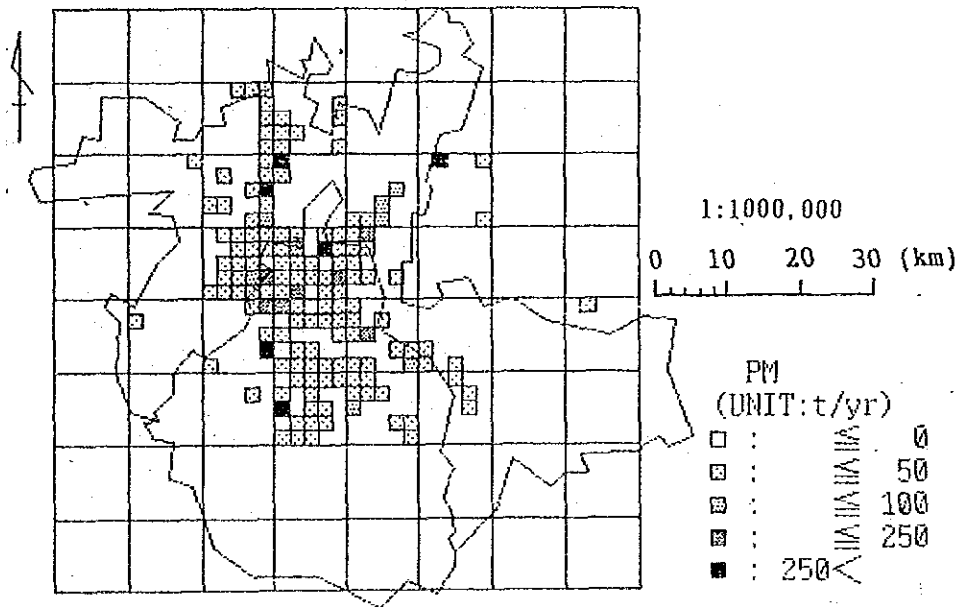 1:1000,000
0 10 20 30 (km)
PM
(UNIT:t/yr)
□ : ≦ 0
⊡ : ≦ 50
▨ : ≦ 100
▩ : ≦ 250
■ : 250<